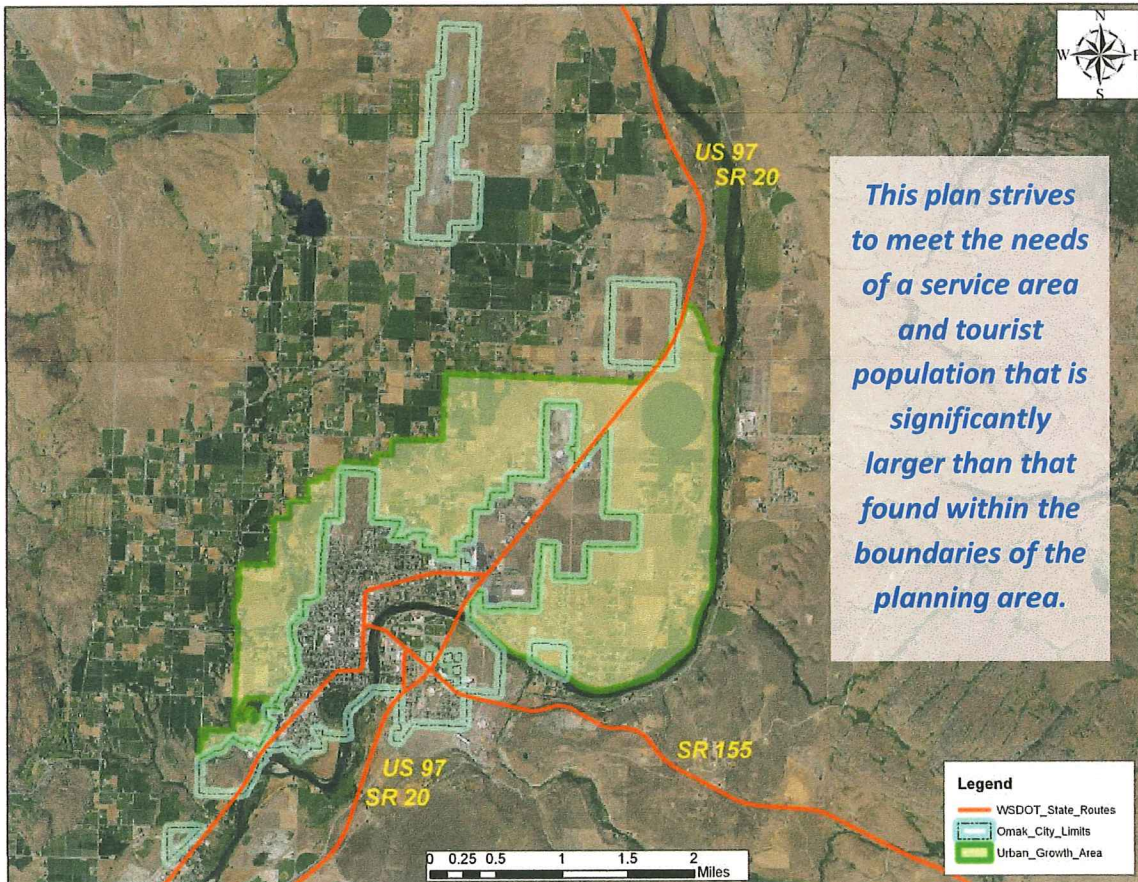 N
W E
S
US 97
SR 20
This plan strives
to meet the needs
of a service area
and tourist
population that is
significantly
larger than that
found within the
boundaries of the
planning area.
US 97
SR 20
SR 155
Legend
WSDOT_State_Routes
Omak_City_Limits
Urban_Growth_Area
0 0.25 0.5 1 1.5 2
Miles